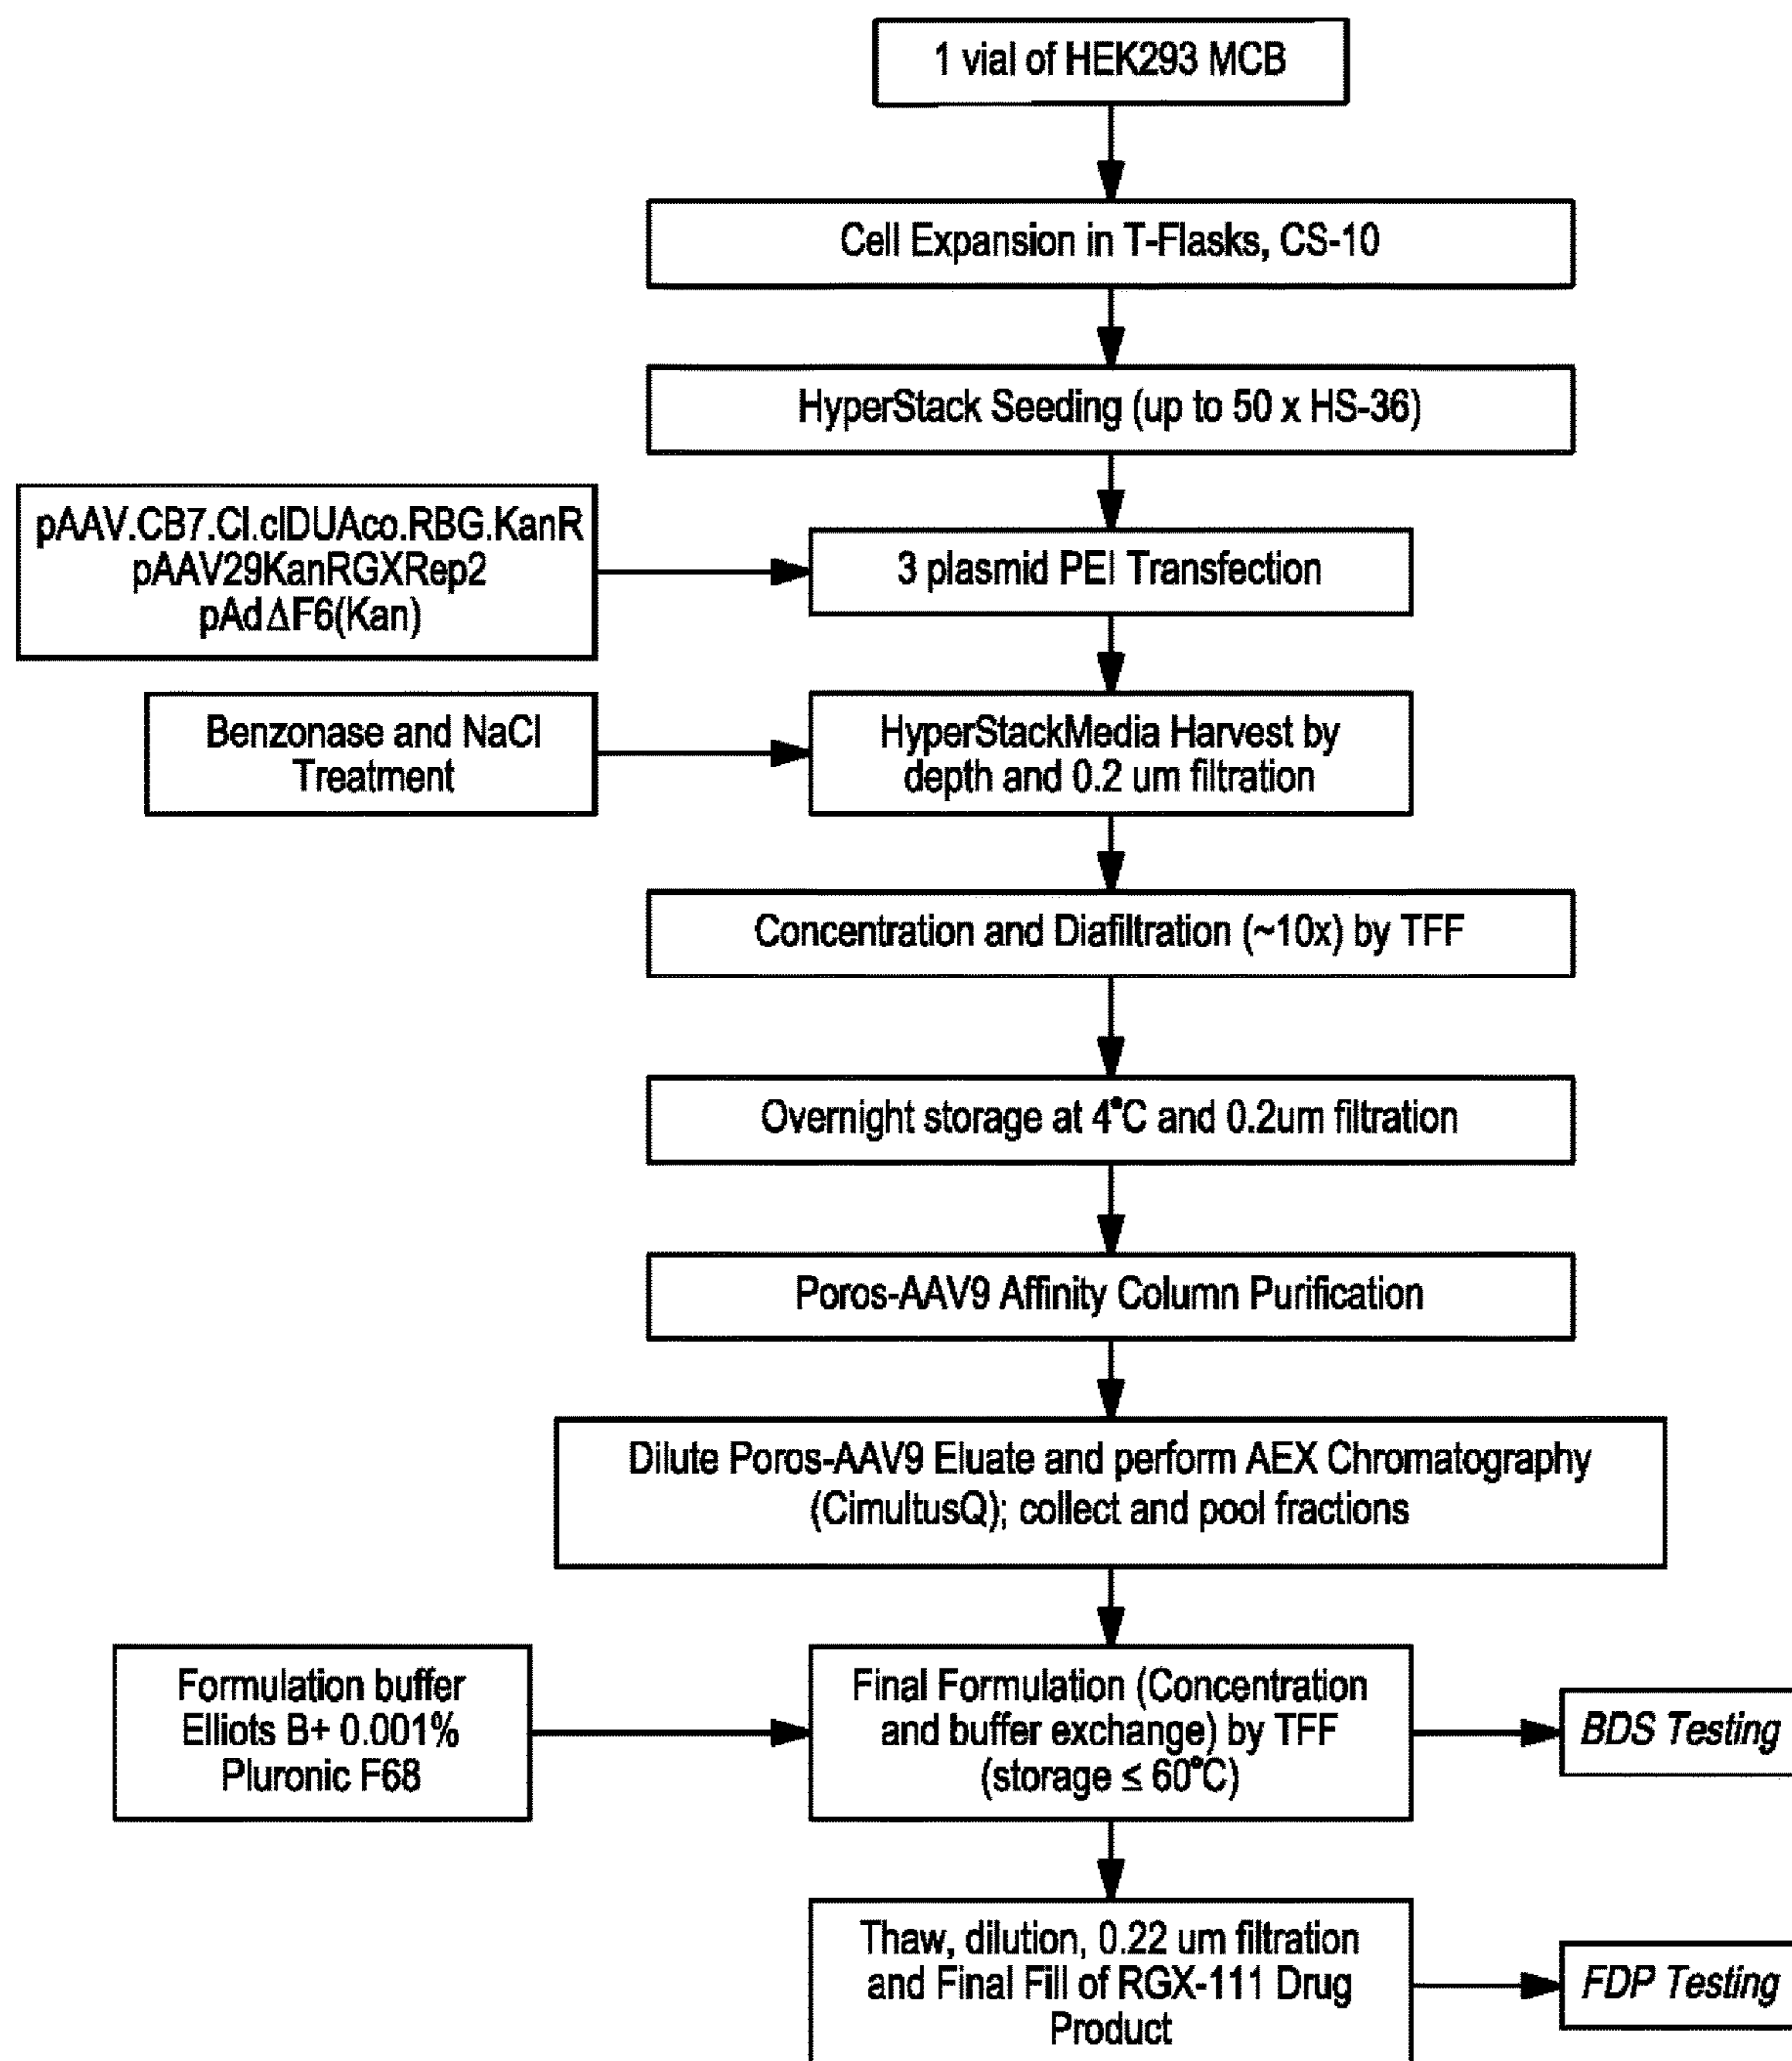 1 vial of HEK293 MCB
Cell Expansion in T-Flasks, CS-10
HyperStack Seeding (up to 50 x HS-36)
pAAV.CB7.CI.cIDUAco.RBG.KanR
pAAV29KanRGXRep2
pAdΔF6(Kan)
3 plasmid PEI Transfection
Benzonase and NaCl
Treatment
HyperStackMedia Harvest by
depth and 0.2 um filtration
Concentration and Diafiltration (~10x) by TFF
Overnight storage at 4°C and 0.2um filtration
Poros-AAV9 Affinity Column Purification
Dilute Poros-AAV9 Eluate and perform AEX Chromatography
(CimultusQ); collect and pool fractions
Formulation buffer
Elliots B+ 0.001%
Pluronic F68
Final Formulation (Concentration
and buffer exchange) by TFF
(storage ≤ 60°C)
BDS Testing
Thaw, dilution, 0.22 um filtration
and Final Fill of RGX-111 Drug
Product
FDP Testing